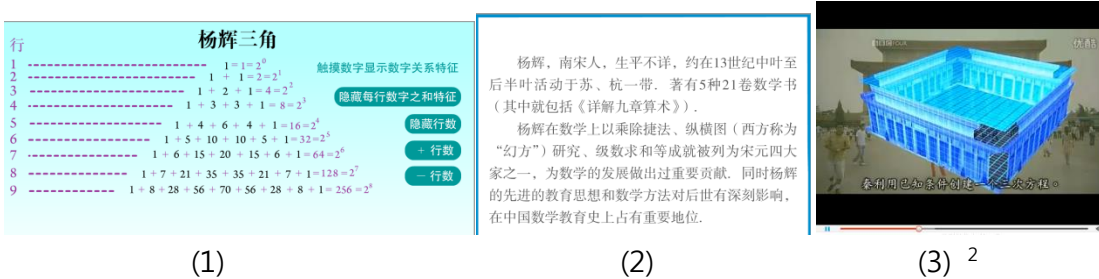 杨辉三角
行
触摸数字显示数字关系特征
隐藏每行数字之和特征
隐藏行数
+ 行数
- 行数
1 1=1=2⁰
2 1 + 1=2=2¹
3 1 + 2 + 1=4=2²
4 1 + 3 + 3 + 1 = 8=2³
5 1 + 4 + 6 + 4 + 1=16=2⁴
6 1 + 5 + 10 + 10 + 5 + 1=32=2⁵
7 1 + 6 + 15 + 20 + 15 + 6 + 1=64=2⁶
8 1 + 7 + 21 + 35 + 35 + 21 + 7 + 1=128=2⁷
9 1 + 8 + 28 + 56 + 70 + 56 + 28 + 8 + 1= 256 =2⁸
(1)
杨辉,南宋人,生平不详,约在13世纪中叶至
后半叶活动于苏、杭一带. 著有5种21卷数学书
(其中就包括《详解九章算术》).
杨辉在数学上以乘除捷法、纵横图(西方称为
“幻方”)研究、级数求和等成就被列为宋元四大
家之一,为数学的发展做出过重要贡献. 同时杨辉
的先进的教育思想和数学方法对后世有深刻影响,
在中国数学教育史上占有重要地位.
(2)
优酷
秦利用已知条件创建一个三次方程。
(3) ²